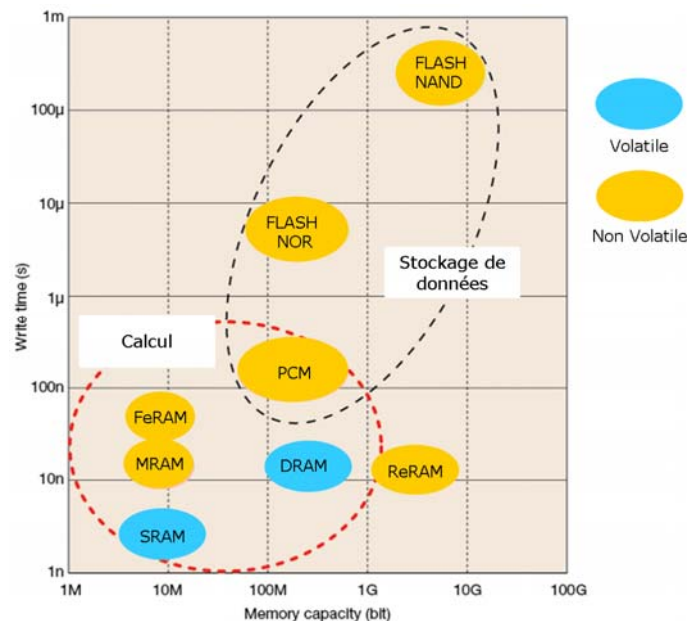 1m
100µ
10µ
1µ
100n
10n
1n
Write time (s)
1M
10M
100M
1G
10G
100G
Memory capacity (bit)
FLASH
NAND
FLASH
NOR
Stockage de
données
Calcul
PCM
FeRAM
MRAM
DRAM
ReRAM
SRAM
Volatile
Non Volatile